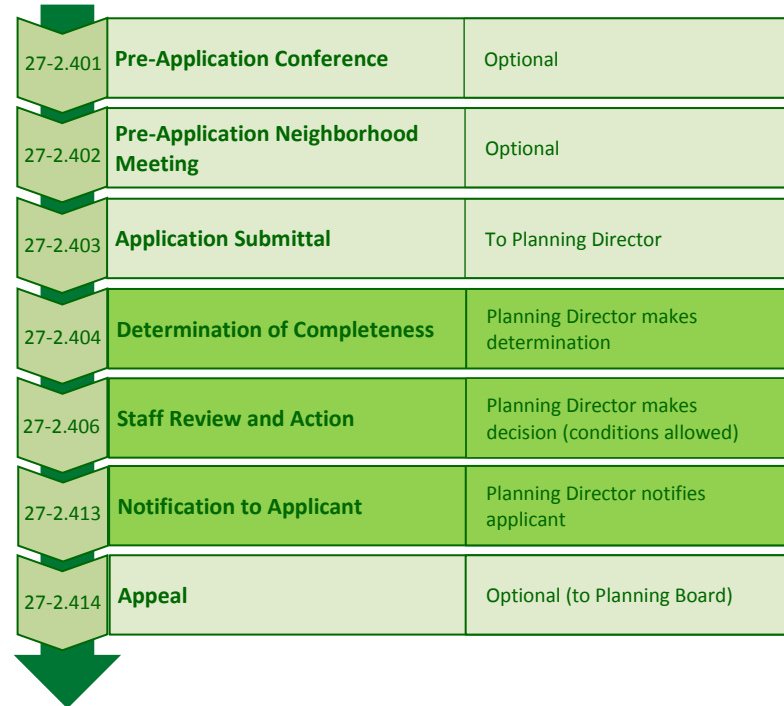 27-2.401
Pre-Application Conference
Optional
27-2.402
Pre-Application Neighborhood
Meeting
Optional
27-2.403
Application Submittal
To Planning Director
27-2.404
Determination of Completeness
Planning Director makes
determination
27-2.406
Staff Review and Action
Planning Director makes
decision (conditions allowed)
27-2.413
Notification to Applicant
Planning Director notifies
applicant
27-2.414
Appeal
Optional (to Planning Board)